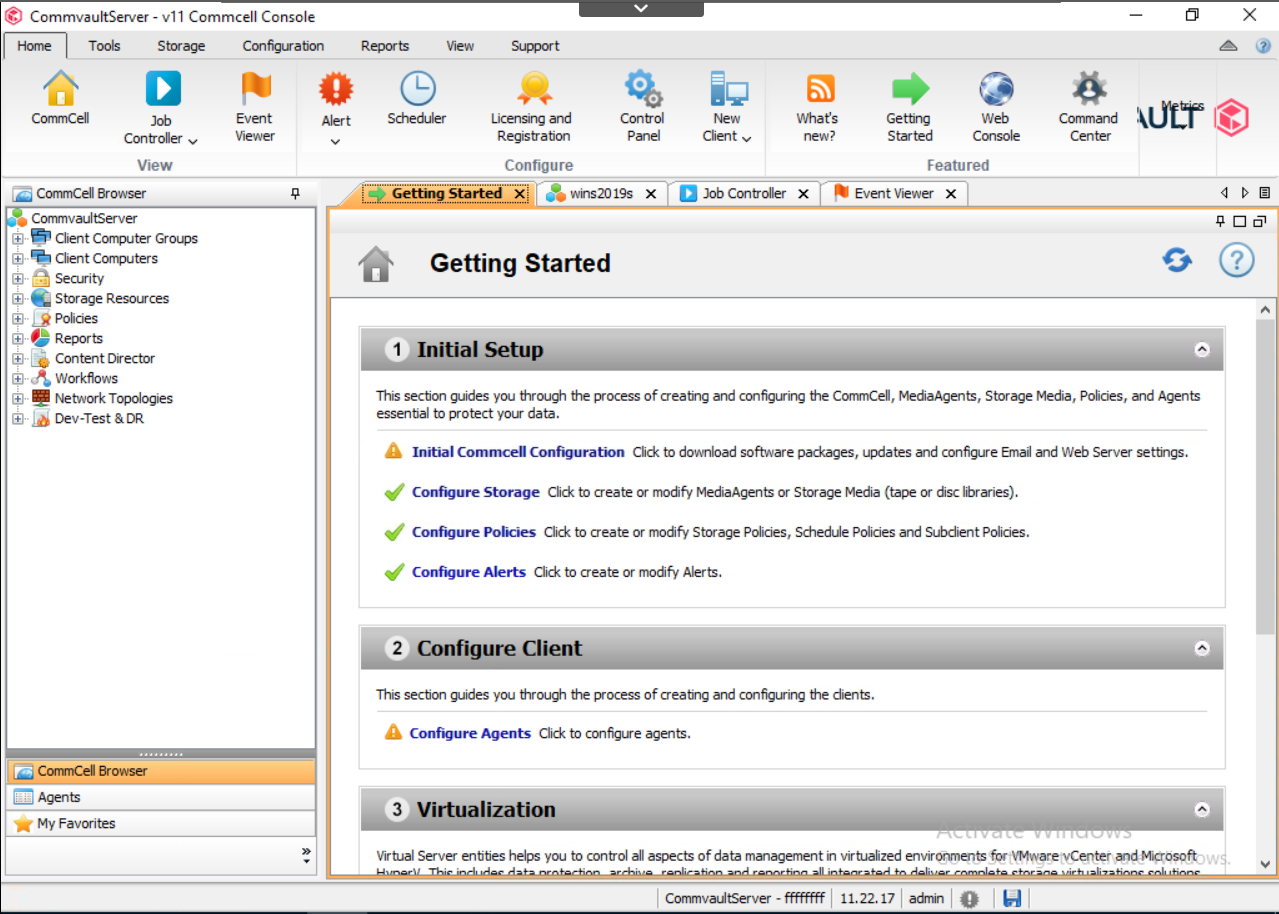 CommvaultServer - v11 Commcell Console
Home Tools Storage Configuration Reports View Support
CommCell
Job
Controller
Event
Viewer
View
Alert
Scheduler
Licensing and
Registration
Control
Panel
New
Client
Configure
What's
new?
Getting
Started
Web
Console
Command
Center
Featured
Metrics
AULT
CommCell Browser
CommvaultServer
Client Computer Groups
Client Computers
Security
Storage Resources
Policies
Reports
Content Director
Workflows
Network Topologies
Dev-Test & DR
CommCell Browser
Agents
My Favorites
Getting Started wins2019s Job Controller Event Viewer
Getting Started
1 Initial Setup
This section guides you through the process of creating and configuring the CommCell, MediaAgents, Storage Media, Policies, and Agents
essential to protect your data.
Initial Commcell Configuration Click to download software packages, updates and configure Email and Web Server settings.
Configure Storage Click to create or modify MediaAgents or Storage Media (tape or disc libraries).
Configure Policies Click to create or modify Storage Policies, Schedule Policies and Subclient Policies.
Configure Alerts Click to create or modify Alerts.
2 Configure Client
This section guides you through the process of creating and configuring the clients.
Configure Agents Click to configure agents.
3 Virtualization
Activate Windows
Go to Settings to activate Windows.
Virtual Server entities helps you to control all aspects of data management in virtualized environments for VMware vCenter and Microsoft
HyperV. This includes data protection, archive, replication and reporting all integrated to deliver complete storage virtualizations solutions
CommvaultServer - ffffffff 11.22.17 admin